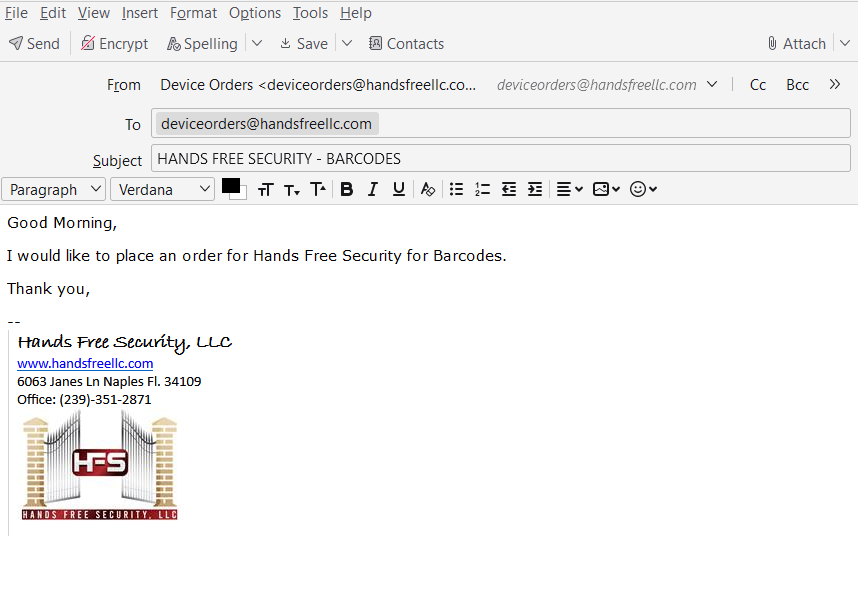 File Edit View Insert Format Options Tools Help
Send Encrypt Spelling Save Contacts Attach
From Device Orders <deviceorders@handsfreellc.co... deviceorders@handsfreellc.com Cc Bcc
To deviceorders@handsfreellc.com
Subject HANDS FREE SECURITY - BARCODES
Paragraph Verdana
Good Morning,
I would like to place an order for Hands Free Security for Barcodes.
Thank you,
--
Hands Free Security, LLC
www.handsfreellc.com
6063 Janes Ln Naples Fl. 34109
Office: (239)-351-2871
HFS
HANDS FREE SECURITY, LLC